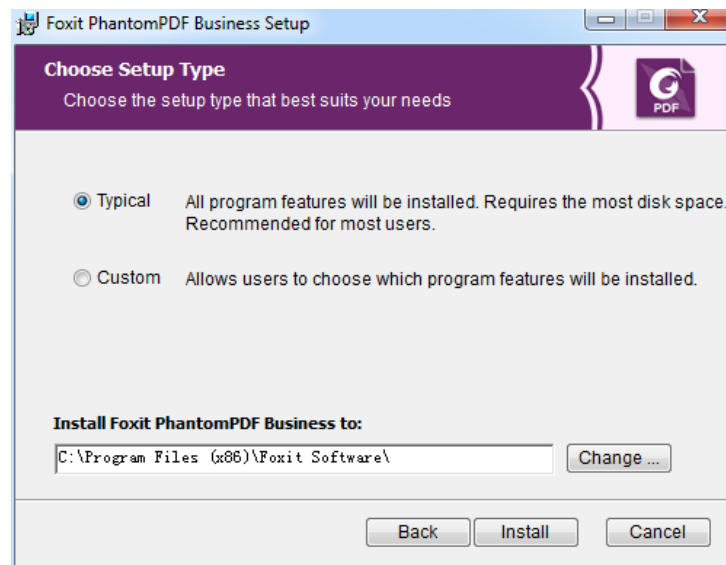 Foxit PhantomPDF Business Setup
Choose Setup Type
Choose the setup type that best suits your needs
PDF
Typical All program features will be installed. Requires the most disk space.
Recommended for most users.
Custom Allows users to choose which program features will be installed.
Install Foxit PhantomPDF Business to:
C:\Program Files (x86)\Foxit Software\ Change ...
Back Install Cancel